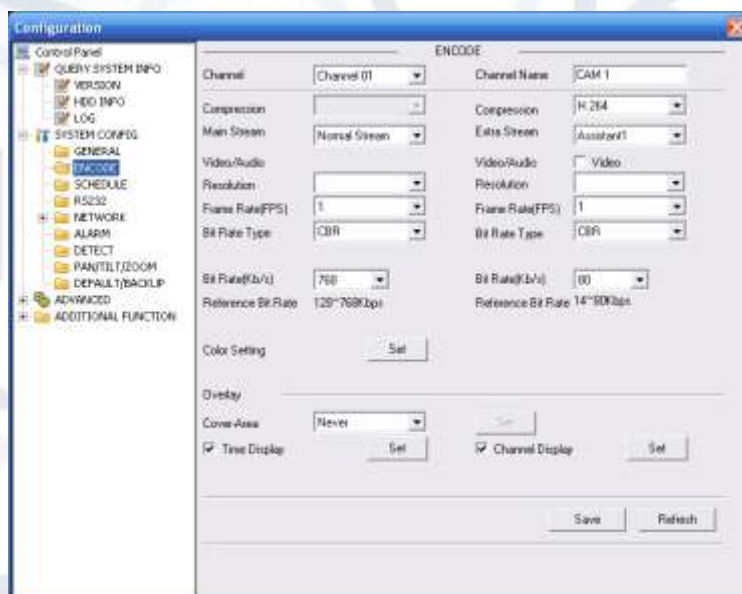 Configuration
Control Panel
QUERY SYSTEM INFO
VERSION
HDD INFO
LOG
SYSTEM CONFIG
GENERAL
ENCODE
SCHEDULE
RS232
NETWORK
ALARM
DETECT
PAN/TILT/ZOOM
DEFAULT/BACKUP
ADVANCED
ADDITIONAL FUNCTION
ENCODE
Channel Channel 01 Channel Name CAM 1
Compression Compression H.264
Main Stream Normal Stream Extra Stream Assistant1
Video/Audio Video/Audio Video
Resolution Resolution
Frame Rate(FPS) 1 Frame Rate(FPS) 1
Bit Rate Type CBR Bit Rate Type CBR
Bit Rate(Kb/s) 768 Bit Rate(Kb/s) 80
Reference Bit Rate 128~768Kbps Reference Bit Rate 14~80Kbps
Color Setting Set
Overlay
Cover-Area Never Set
Time Display Set Channel Display Set
Save Refresh